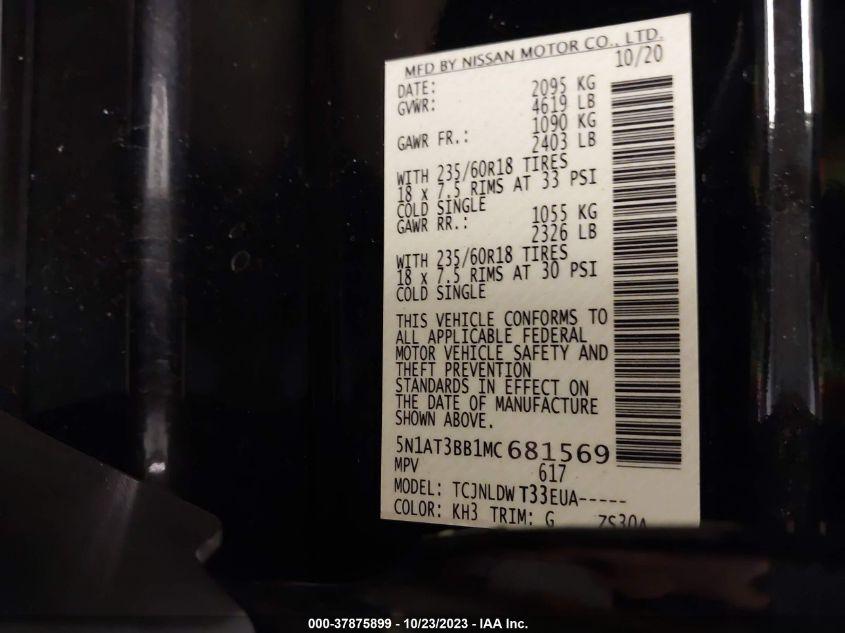 MFD BY NISSAN MOTOR CO., LTD.
DATE: 10/20
GVWR: 2095 KG
4619 LB
GAWR FR.: 1090 KG
2403 LB
WITH 235/60R18 TIRES
18 x 7.5 RIMS AT 33 PSI
COLD SINGLE
GAWR RR.: 1055 KG
2326 LB
WITH 235/60R18 TIRES
18 x 7.5 RIMS AT 30 PSI
COLD SINGLE
THIS VEHICLE CONFORMS TO
ALL APPLICABLE FEDERAL
MOTOR VEHICLE SAFETY AND
THEFT PREVENTION
STANDARDS IN EFFECT ON
THE DATE OF MANUFACTURE
SHOWN ABOVE.
5N1AT3BB1MC681569
MPV 617
MODEL: TCJNLDWT33EUA-----
COLOR: KH3 TRIM: G
000-37875899 - 10/23/2023 - IAA Inc.